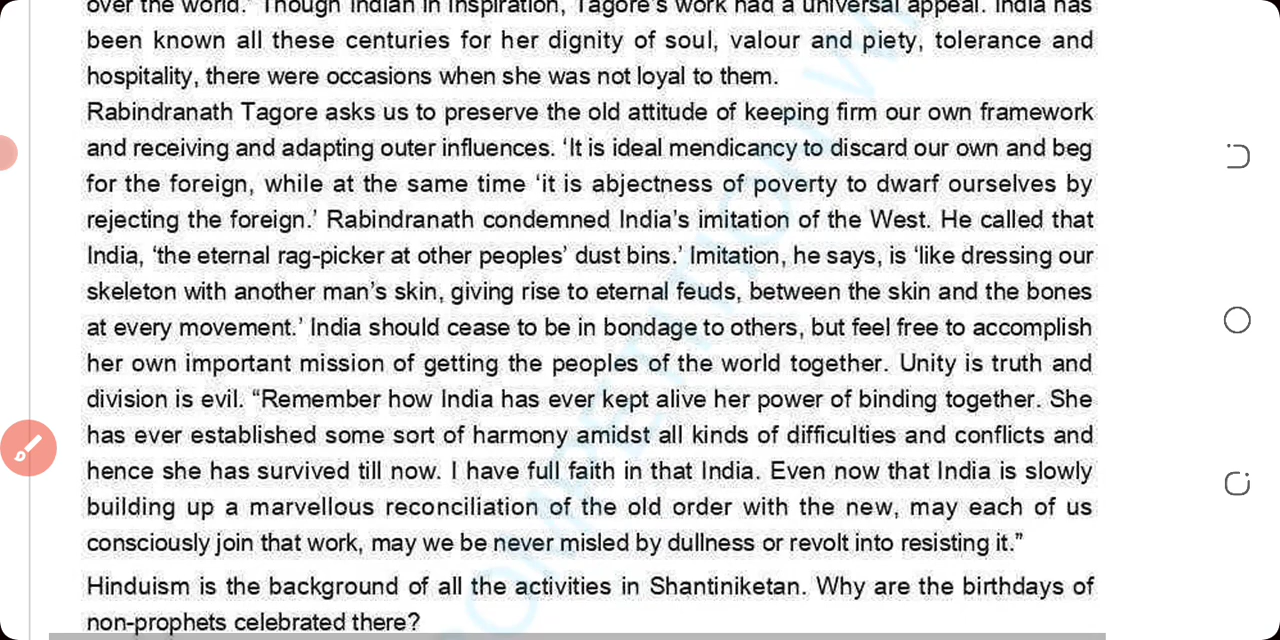 over the world.' Though Indian in inspiration, Tagore's work had a universal appeal. India has
been known all these centuries for her dignity of soul, valour and piety, tolerance and
hospitality, there were occasions when she was not loyal to them.
Rabindranath Tagore asks us to preserve the old attitude of keeping firm our own framework
and receiving and adapting outer influences. ‘It is ideal mendicancy to discard our own and beg
for the foreign, while at the same time ‘it is abjectness of poverty to dwarf ourselves by
rejecting the foreign.’ Rabindranath condemned India’s imitation of the West. He called that
India, ‘the eternal rag-picker at other peoples’ dust bins.’ Imitation, he says, is ‘like dressing our
skeleton with another man’s skin, giving rise to eternal feuds, between the skin and the bones
at every movement.’ India should cease to be in bondage to others, but feel free to accomplish
her own important mission of getting the peoples of the world together. Unity is truth and
division is evil. “Remember how India has ever kept alive her power of binding together. She
has ever established some sort of harmony amidst all kinds of difficulties and conflicts and
hence she has survived till now. I have full faith in that India. Even now that India is slowly
building up a marvellous reconciliation of the old order with the new, may each of us
consciously join that work, may we be never misled by dullness or revolt into resisting it.”
Hinduism is the background of all the activities in Shantiniketan. Why are the birthdays of
non-prophets celebrated there?